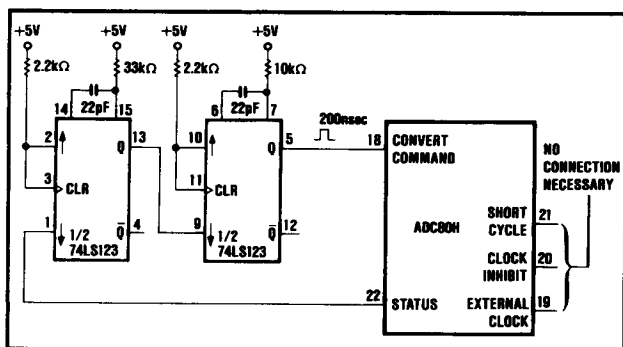 +5V +5V +5V +5V
2.2kΩ 33kΩ 2.2kΩ 10kΩ
22pF 22pF
14 15 6 7
2 13 10 5 200nsec 18 CONVERT COMMAND
Q Q
3 CLR 11 CLR
NO CONNECTION NECESSARY
ADC80H
SHORT CYCLE 21
1 Q̅ 4 9 Q̅ 12
1/2 74LS123 1/2 74LS123
CLOCK INHIBIT 20
22 STATUS EXTERNAL CLOCK 19